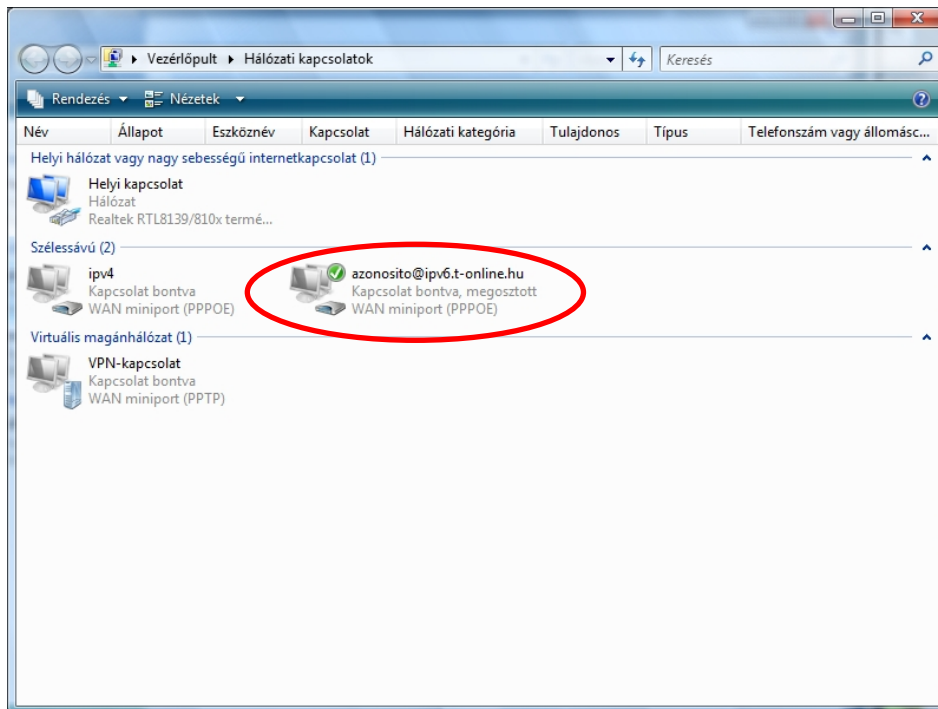 Vezérlőpult Hálózati kapcsolatok
Keresés
Rendezés Nézetek
Név Állapot Eszköznév Kapcsolat Hálózati kategória Tulajdonos Típus Telefonszám vagy állomásc...
Helyi hálózat vagy nagy sebességű internetkapcsolat (1)
Helyi kapcsolat
Hálózat
Realtek RTL8139/810x termé...
Szélessávú (2)
ipv4
Kapcsolat bontva
WAN miniport (PPPOE)
azonosito@ipv6.t-online.hu
Kapcsolat bontva, megosztott
WAN miniport (PPPOE)
Virtuális magánhálózat (1)
VPN-kapcsolat
Kapcsolat bontva
WAN miniport (PPTP)